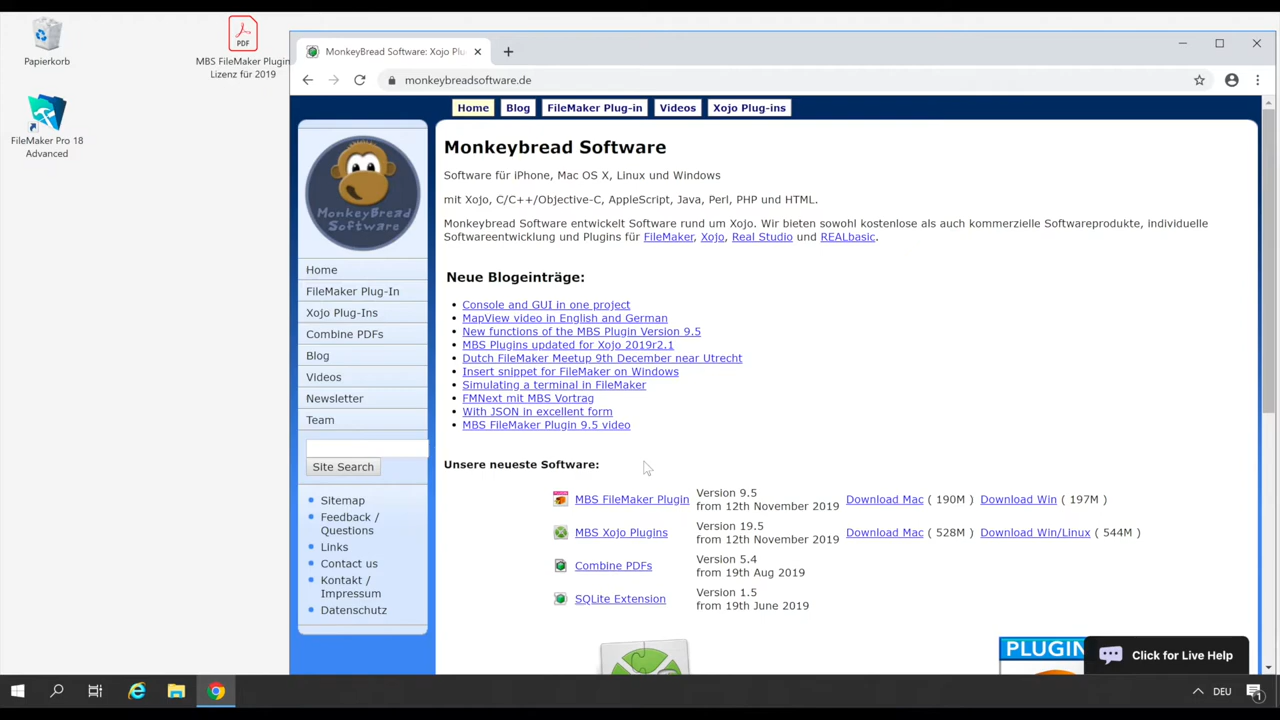 Papierkorb
PDF
MBS FileMaker Plugin
Lizenz für 2019
FileMaker Pro 18
Advanced
MonkeyBread Software: Xojo Plu
monkeybreadsoftware.de
Home Blog FileMaker Plug-in Videos Xojo Plug-ins
MonkeyBread
Software
Home
FileMaker Plug-In
Xojo Plug-Ins
Combine PDFs
Blog
Videos
Newsletter
Team
Site Search
Sitemap
Feedback /
Questions
Links
Contact us
Kontakt /
Impressum
Datenschutz
Monkeybread Software
Software für iPhone, Mac OS X, Linux und Windows
mit Xojo, C/C++/Objective-C, AppleScript, Java, Perl, PHP und HTML.
Monkeybread Software entwickelt Software rund um Xojo. Wir bieten sowohl kostenlose als auch kommerzielle Softwareprodukte, individuelle
Softwareentwicklung und Plugins für FileMaker, Xojo, Real Studio und REALbasic.
Neue Blogeinträge:
Console and GUI in one project
MapView video in English and German
New functions of the MBS Plugin Version 9.5
MBS Plugins updated for Xojo 2019r2.1
Dutch FileMaker Meetup 9th December near Utrecht
Insert snippet for FileMaker on Windows
Simulating a terminal in FileMaker
FMNext mit MBS Vortrag
With JSON in excellent form
MBS FileMaker Plugin 9.5 video
Unsere neueste Software:
MBS FileMaker Plugin Version 9.5 from 12th November 2019 Download Mac ( 190M ) Download Win ( 197M )
MBS Xojo Plugins Version 19.5 from 12th November 2019 Download Mac ( 528M ) Download Win/Linux ( 544M )
Combine PDFs Version 5.4 from 19th Aug 2019
SQLite Extension Version 1.5 from 19th June 2019
PLUGIN
Click for Live Help
DEU
1